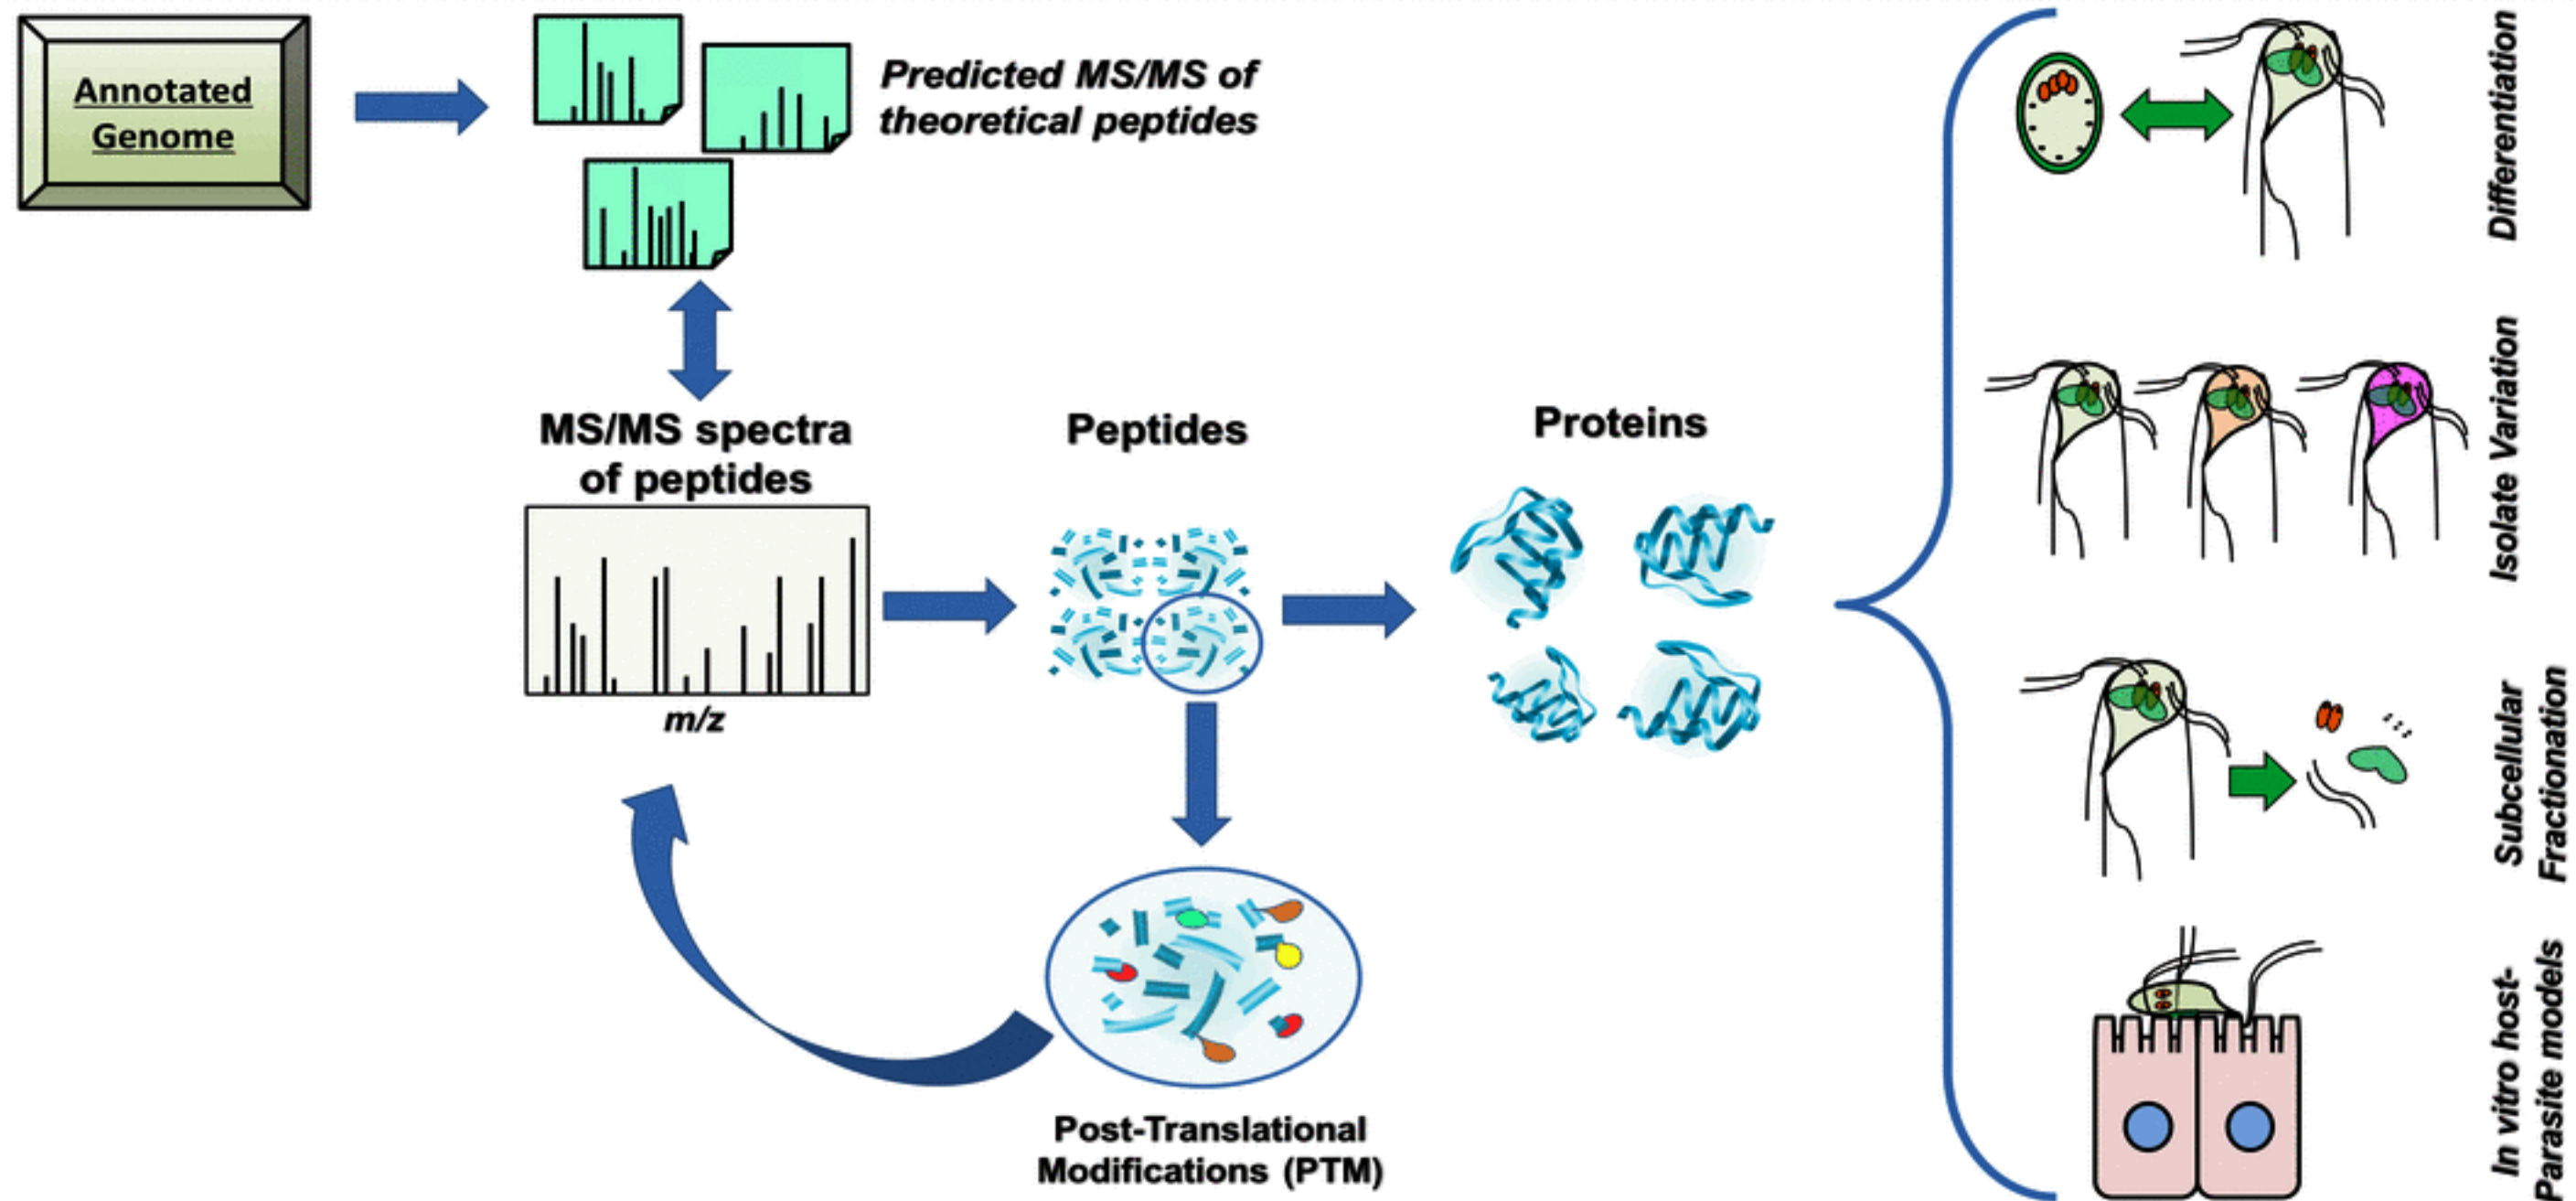 Annotated
Genome
Predicted MS/MS of
theoretical peptides
MS/MS spectra
of peptides
m/z
Peptides
Proteins
Post-Translational
Modifications (PTM)
Differentiation
Isolate Variation
Subcellular
Fractionation
In vitro host-
Parasite models